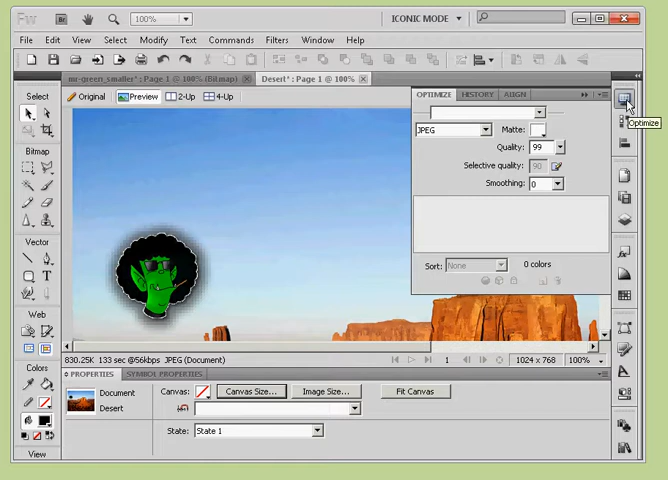 Fw Br 100% ICONIC MODE
File Edit View Select Modify Text Commands Filters Window Help
Select
mr-green_smaller* : Page 1 @ 100% (Bitmap) Desert* : Page 1 @ 100%
Original Preview 2-Up 4-Up
OPTIMIZE HISTORY ALIGN
Optimize
JPEG Matte:
Quality: 99
Selective quality: 90
Smoothing: 0
Sort: None 0 colors
Bitmap
Vector
Web
Colors
View
830.25K 133 sec @56kbps JPEG (Document) 1 1024 x 768 100%
PROPERTIES SYMBOL PROPERTIES
Document
Desert
Canvas: Canvas Size... Image Size... Fit Canvas
State: State 1